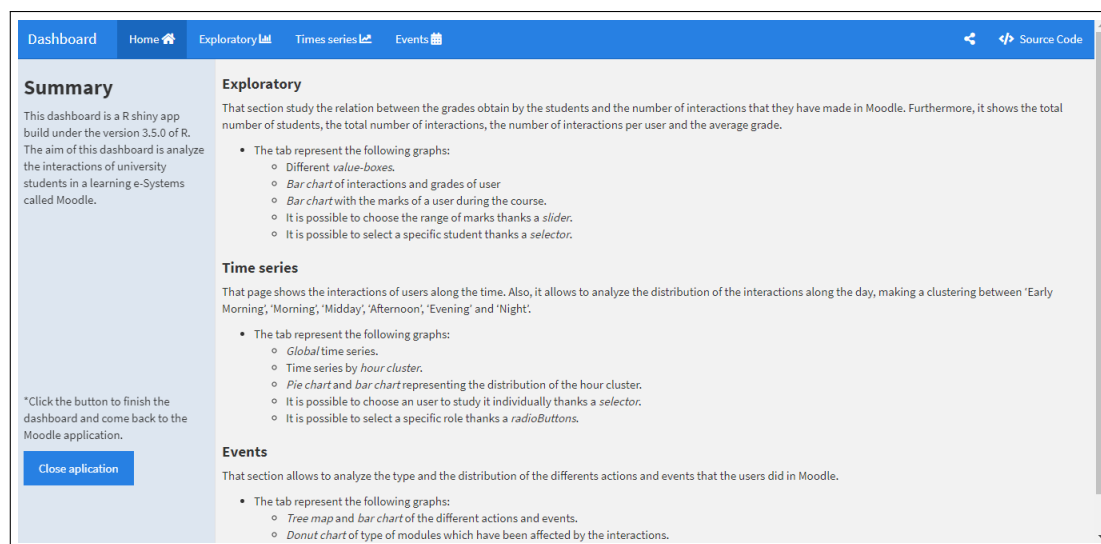 Dashboard Home Exploratory Times series Events Source Code
Summary
This dashboard is a R shiny app
build under the version 3.5.0 of R.
The aim of this dashboard is analyze
the interactions of university
students in a learning e-Systems
called Moodle.
*Click the button to finish the
dashboard and come back to the
Moodle application.
Close aplication
Exploratory
That section study the relation between the grades obtain by the students and the number of interactions that they have made in Moodle. Furthermore, it shows the total
number of students, the total number of interactions, the number of interactions per user and the average grade.
• The tab represent the following graphs:
◦ Different value-boxes.
◦ Bar chart of interactions and grades of user
◦ Bar chart with the marks of a user during the course.
◦ It is possible to choose the range of marks thanks a slider.
◦ It is possible to select a specific student thanks a selector.
Time series
That page shows the interactions of users along the time. Also, it allows to analyze the distribution of the interactions along the day, making a clustering between ‘Early
Morning’, ‘Morning’, ‘Midday’, ‘Afternoon’, ‘Evening’ and ‘Night’.
• The tab represent the following graphs:
◦ Global time series.
◦ Time series by hour cluster.
◦ Pie chart and bar chart representing the distribution of the hour cluster.
◦ It is possible to choose an user to study it individually thanks a selector.
◦ It is possible to select a specific role thanks a radioButtons.
Events
That section allows to analyze the type and the distribution of the differents actions and events that the users did in Moodle.
• The tab represent the following graphs:
◦ Tree map and bar chart of the different actions and events.
◦ Donut chart of type of modules which have been affected by the interactions.